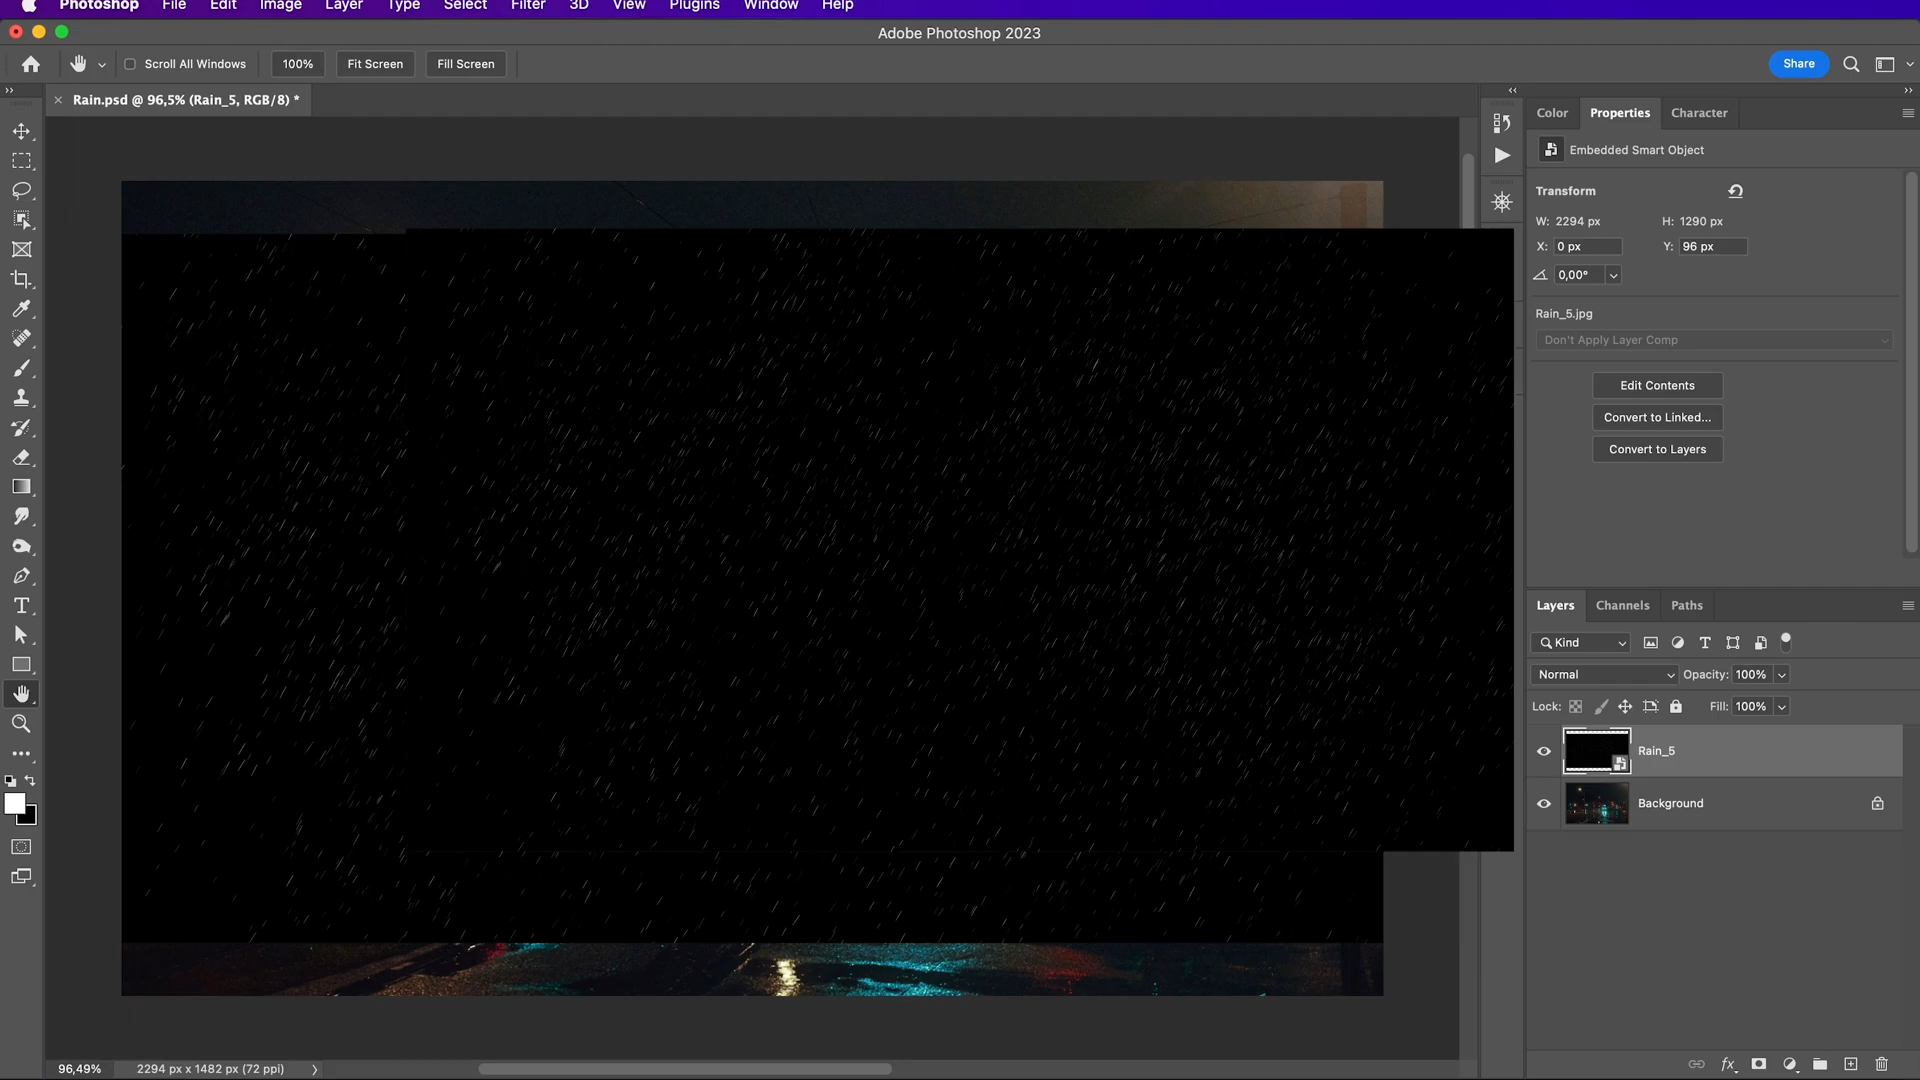 Photoshop File Edit Image Layer Type Select Filter 3D View Plugins Window Help
Adobe Photoshop 2023
Scroll All Windows 100% Fit Screen Fill Screen Share
Rain.psd @ 96,5% (Rain_5, RGB/8) *
Color Properties Character
Embedded Smart Object
Transform
W: 2294 px H: 1290 px
X: 0 px Y: 96 px
0,00°
Rain_5.jpg
Don't Apply Layer Comp
Edit Contents
Convert to Linked...
Convert to Layers
Layers Channels Paths
Kind
Normal Opacity: 100%
Lock: Fill: 100%
Rain_5
Background
96,49% 2294 px x 1482 px (72 ppi)